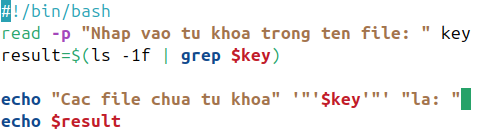 #!/bin/bash
read -p "Nhap vao tu khoa trong ten file: " key
result=$(ls -1f | grep $key)
echo "Cac file chua tu khoa" '"'$key'"' "la: "
echo $result